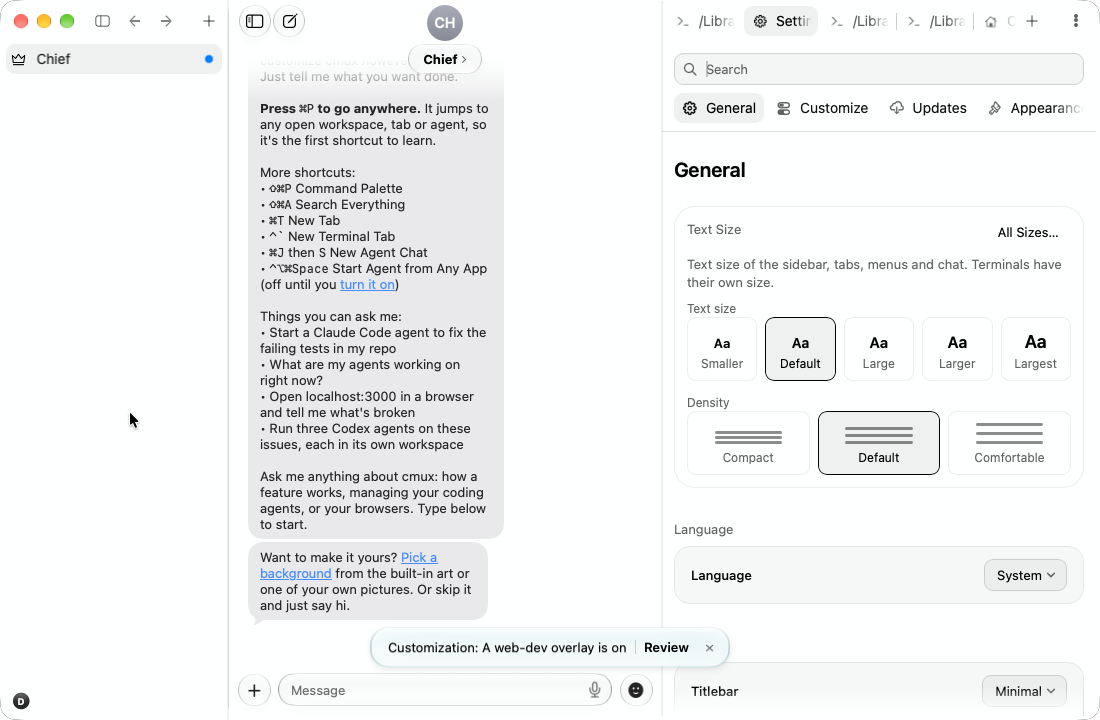 Chief
CH
Chief
Just tell me what you want done.
Press ⌘P to go anywhere. It jumps to
any open workspace, tab or agent, so
it's the first shortcut to learn.
More shortcuts:
• ⇧⌘P Command Palette
• ⇧⌘A Search Everything
• ⌘T New Tab
• ^` New Terminal Tab
• ⌘J then S New Agent Chat
• ^⌥⌘Space Start Agent from Any App
(off until you turn it on)
Things you can ask me:
• Start a Claude Code agent to fix the
failing tests in my repo
• What are my agents working on
right now?
• Open localhost:3000 in a browser
and tell me what's broken
• Run three Codex agents on these
issues, each in its own workspace
Ask me anything about cmux: how a
feature works, managing your coding
agents, or your browsers. Type below
to start.
Want to make it yours? Pick a
background from the built-in art or
one of your own pictures. Or skip it
and just say hi.
Customization: A web-dev overlay is on Review
Message
D
/Libra Settin /Libra /Libra
Search
General Customize Updates Appearanc
General
Text Size All Sizes...
Text size of the sidebar, tabs, menus and chat. Terminals have
their own size.
Text size
Aa Aa Aa Aa Aa
Smaller Default Large Larger Largest
Density
Compact Default Comfortable
Language
Language System
Titlebar Minimal